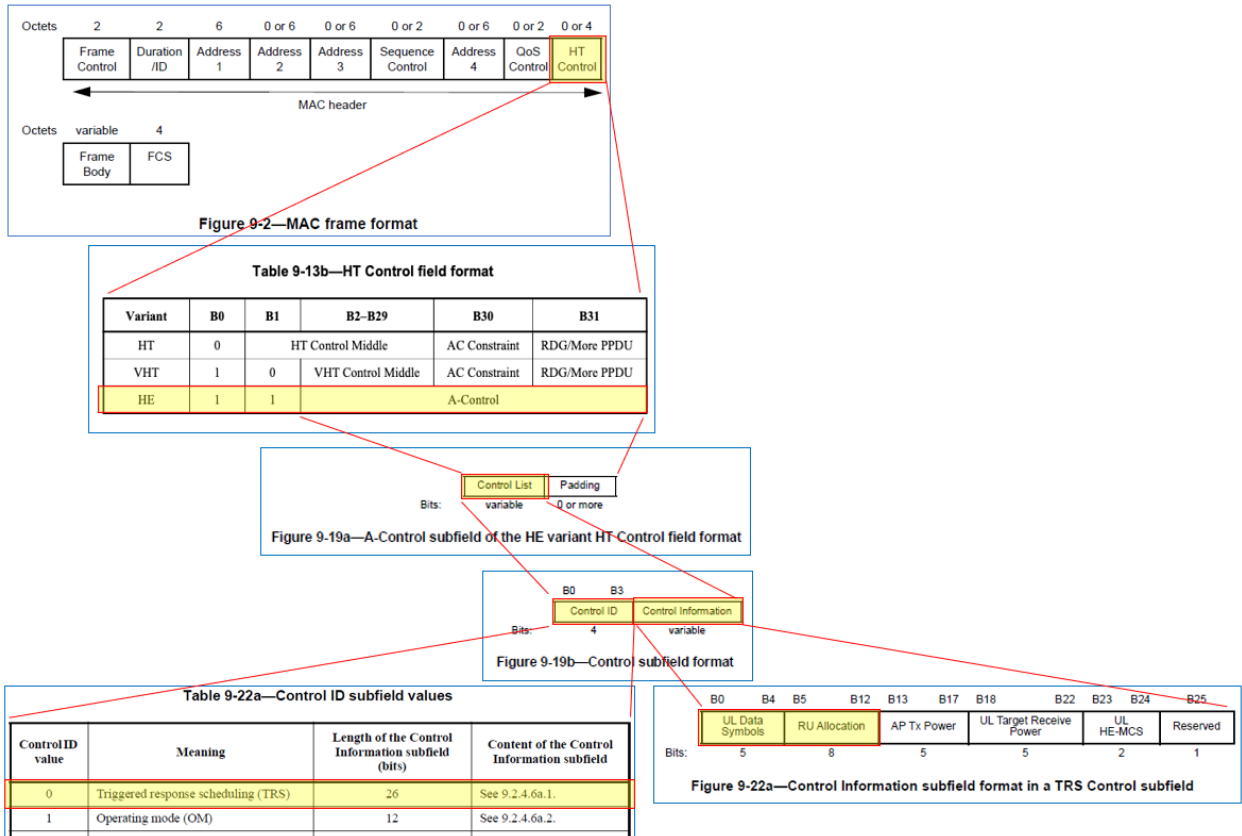 Octets 2 2 6 0 or 6 0 or 6 0 or 2 0 or 6 0 or 2 0 or 4
Frame Control Duration /ID Address 1 Address 2 Address 3 Sequence Control Address 4 QoS Control HT Control
MAC header
Octets variable 4
Frame Body FCS
Figure 9-2—MAC frame format
Table 9-13b—HT Control field format
Variant B0 B1 B2–B29 B30 B31
HT 0 HT Control Middle AC Constraint RDG/More PPDU
VHT 1 0 VHT Control Middle AC Constraint RDG/More PPDU
HE 1 1 A-Control
Control List Padding
Bits: variable 0 or more
Figure 9-19a—A-Control subfield of the HE variant HT Control field format
B0 B3
Control ID Control Information
Bits: 4 variable
Figure 9-19b—Control subfield format
Table 9-22a—Control ID subfield values
Control ID value Meaning Length of the Control Information subfield (bits) Content of the Control Information subfield
0 Triggered response scheduling (TRS) 26 See 9.2.4.6a.1.
1 Operating mode (OM) 12 See 9.2.4.6a.2.
B0 B4 B5 B12 B13 B17 B18 B22 B23 B24 B25
UL Data Symbols RU Allocation AP Tx Power UL Target Receive Power UL HE-MCS Reserved
Bits: 5 8 5 5 2 1
Figure 9-22a—Control Information subfield format in a TRS Control subfield